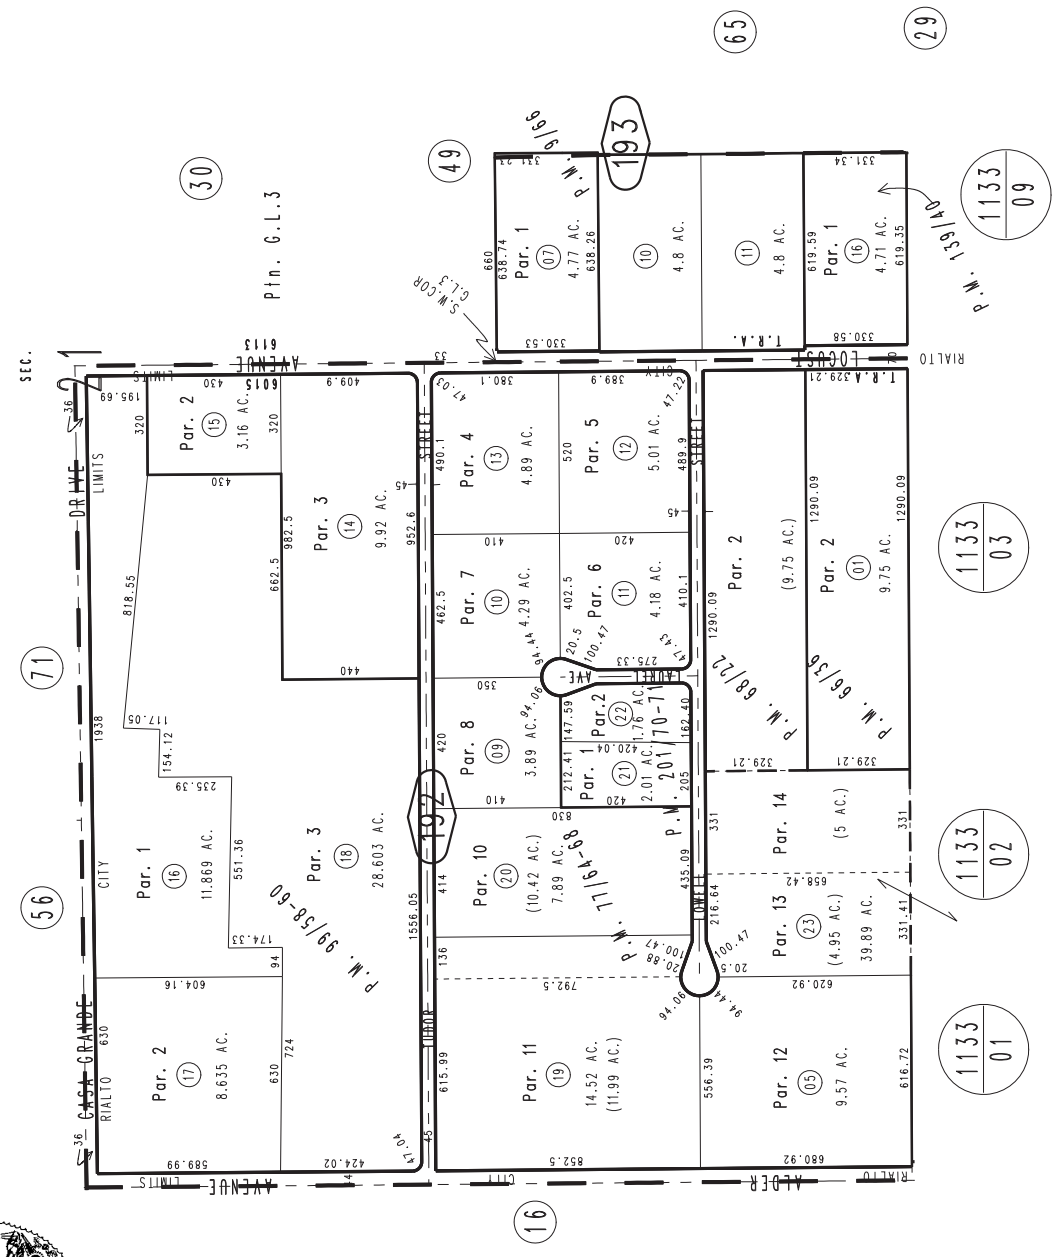 SEC.
1
2
65
29
30
49
71
56
16
1133
09
1133
03
1133
02
1133
01
193
192
Ptn. G.L.3
S.W.COR
G.L.3
P.M. 9/66
P.M. 139/40
660
638.74
331.23
Par. 1
07
4.77 AC.
638.26
330.53
10
4.8 AC.
11
4.8 AC.
619.59
331.34
Par. 1
16
4.71 AC.
619.35
330.58
T.R.A.
LOCUST
70
RIALTO
33
CITY
6113
AVENUE
6015
LIMITS
36
DRIVE
LIMITS
195.69
320
430
Par. 2
15
3.16 AC.
320
430
409.9
982.5
Par. 3
14
9.92 AC.
952.6
662.5
440
818.55
117.05
154.12
235.39
1938
CITY
Par. 1
16
11.869 AC.
551.36
174.33
94
Par. 3
18
28.603 AC.
P.M. 99/58-60
1556.05
604.16
CASA GRANDE
630
RIALTO
36
Par. 2
17
8.635 AC.
630
724
589.99
424.02
47.04
LIMITS
AVENUE
44
45
TUDOR
STREET
45
47.03
380.1
490.1
Par. 4
13
4.89 AC.
410
389.9
47.22
520
Par. 5
12
5.01 AC.
489.9
STREET
45
420
462.5
Par. 7
10
4.29 AC.
350
402.5
Par. 6
11
4.18 AC.
410.1
94.44
20.5
100.47
275.33
47.43
LAUREL
AVE
94.06
420
Par. 8
09
3.89 AC.
410
147.59
Par.2
22
1.76 AC.
162.40
420.04
212.41
Par. 1
21
2.01 AC.
205
420
P.M. 201/70-71
830
414
Par. 10
20
(10.42 AC.)
7.89 AC.
435.09
P.M. 77/64-68
136
792.5
100.47
20.88
94.06
LOWELL
615.99
Par. 11
19
14.52 AC.
(11.99 AC.)
852.5
CITY
T.R.A.
329.21
1290.09
Par. 2
(9.75 AC.)
P.M. 68/22
329.21
1290.09
Par. 2
01
9.75 AC.
1290.09
P.M. 66/36
329.21
331
Par. 14
(5 AC.)
331
658.42
216.64
Par. 13
23
(4.95 AC.)
39.89 AC.
331.41
100.47
20.5
94.44
620.92
556.39
Par. 12
05
9.57 AC.
616.72
680.92
ALDER
RIALTO